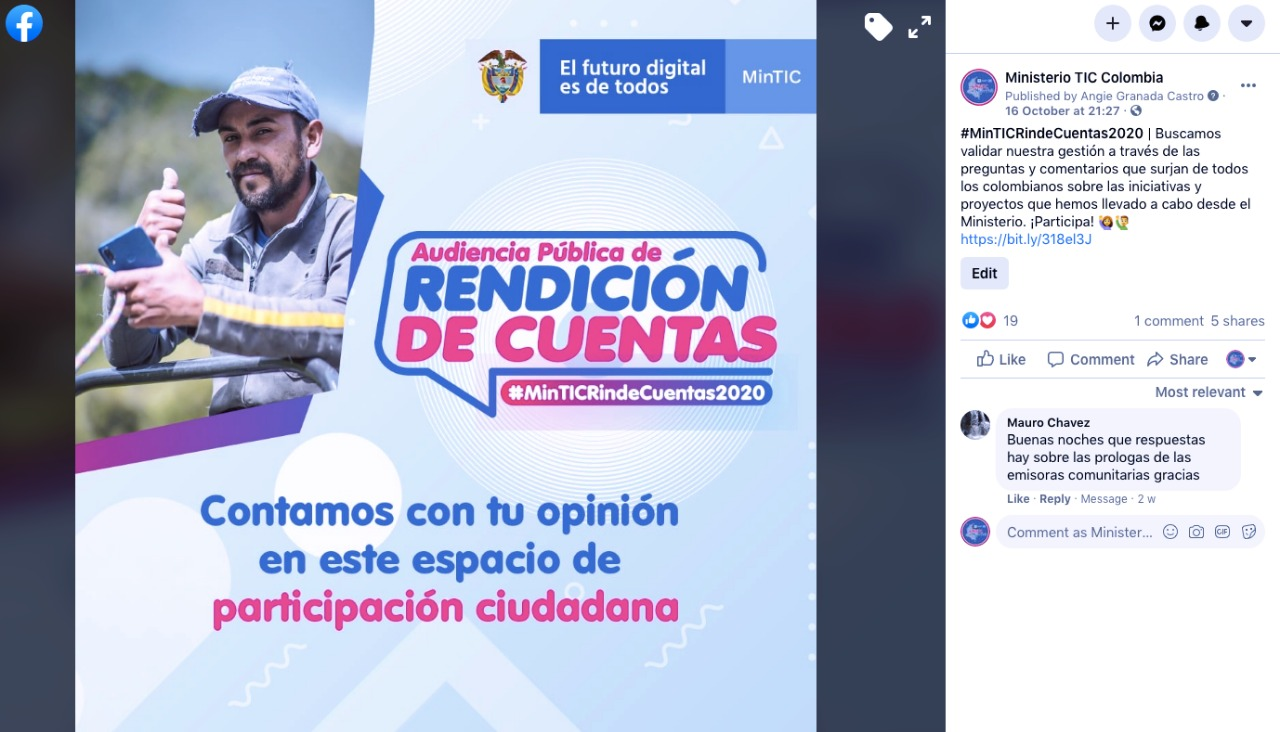 El futuro digital
es de todos
MinTIC
Audiencia Pública de
RENDICIÓN
DE CUENTAS
#MinTICRindeCuentas2020
Contamos con tu opinión
en este espacio de
participación ciudadana
Ministerio TIC Colombia
Published by Angie Granada Castro ·
16 October at 21:27 ·
#MinTICRindeCuentas2020 | Buscamos
validar nuestra gestión a través de las
preguntas y comentarios que surjan de todos
los colombianos sobre las iniciativas y
proyectos que hemos llevado a cabo desde el
Ministerio. ¡Participa! 🙋‍♀️🙋‍♂️
https://bit.ly/318el3J
Edit
19
1 comment 5 shares
Like Comment Share
Most relevant
Mauro Chavez
Buenas noches que respuestas
hay sobre las prologas de las
emisoras comunitarias gracias
Like · Reply · Message · 2 w
Comment as Minister...
GIF